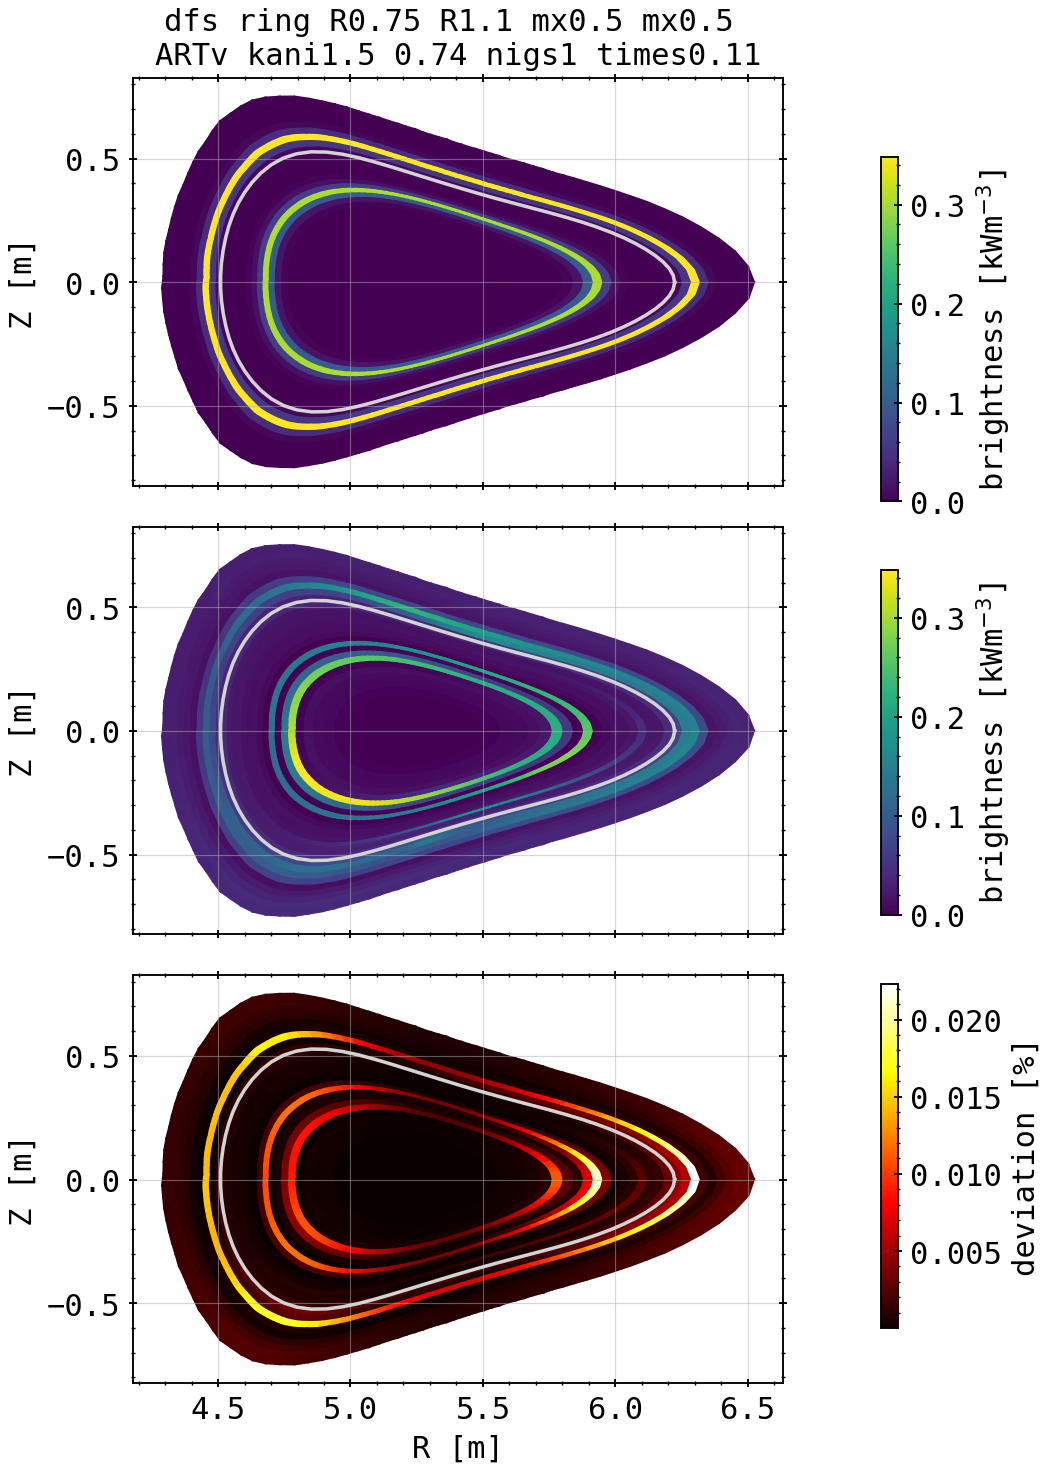 dfs ring R0.75 R1.1 mx0.5 mx0.5
ARTv kani1.5 0.74 nigs1 times0.11
Z [m]
0.5
0.0
−0.5
0.3
0.2
0.1
0.0
brightness [kWm⁻³]
Z [m]
0.5
0.0
−0.5
0.3
0.2
0.1
0.0
brightness [kWm⁻³]
Z [m]
0.5
0.0
−0.5
0.020
0.015
0.010
0.005
deviation [%]
4.5 5.0 5.5 6.0 6.5
R [m]